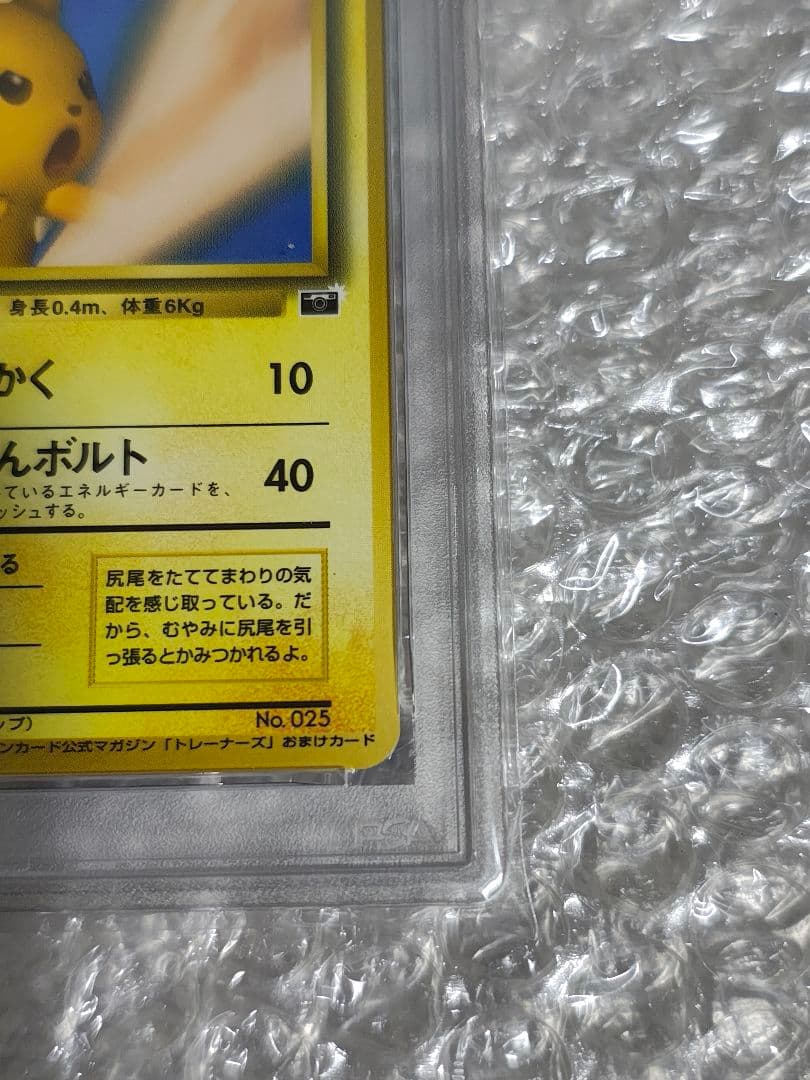 身長0.4m、体重6Kg
かく 10
んボルト 40
ているエネルギーカードを、
ッシュする。
る
尻尾をたててまわりの気
配を感じ取っている。だ
から、むやみに尻尾を引
っ張るとかみつかれるよ。
ップ) No.025
ンカード公式マガジン「トレーナーズ」おまけカード
PSA